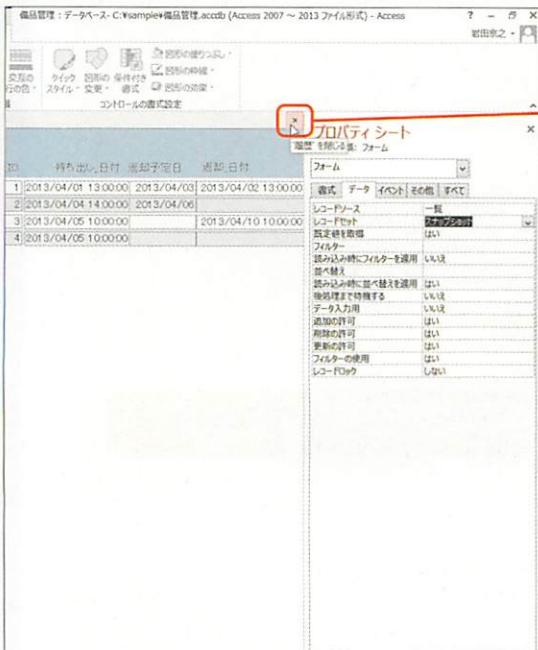 備品管理 : データベース- C:¥sample¥備品管理.accdb (Access 2007 ～ 2013 ファイル形式) - Access
? － ×
岩田宗之
交互の行の色
クイック スタイル
図形の変更
条件付き書式
図形の塗りつぶし
図形の枠線
図形の効果
コントロールの書式設定
×
プロパティ シート
×
'履歴' を閉じる
フォーム
ID 持ち出し_日付 返却予定日 返却_日付
フォーム
書式 データ イベント その他 すべて
1 2013/04/01 13:00:00 2013/04/03 2013/04/02 13:00:00
2 2013/04/04 14:00:00 2013/04/06
3 2013/04/05 10:00:00 2013/04/10 10:00:00
4 2013/04/05 10:00:00
レコードソース 一覧
レコードセット スナップショット
既定値を取得 はい
フィルター
読み込み時にフィルターを適用 いいえ
並べ替え
読み込み時に並べ替えを適用 はい
後処理まで待機する いいえ
データ入力用 いいえ
追加の許可 はい
削除の許可 はい
更新の許可 はい
フィルターの使用 はい
レコードロック しない